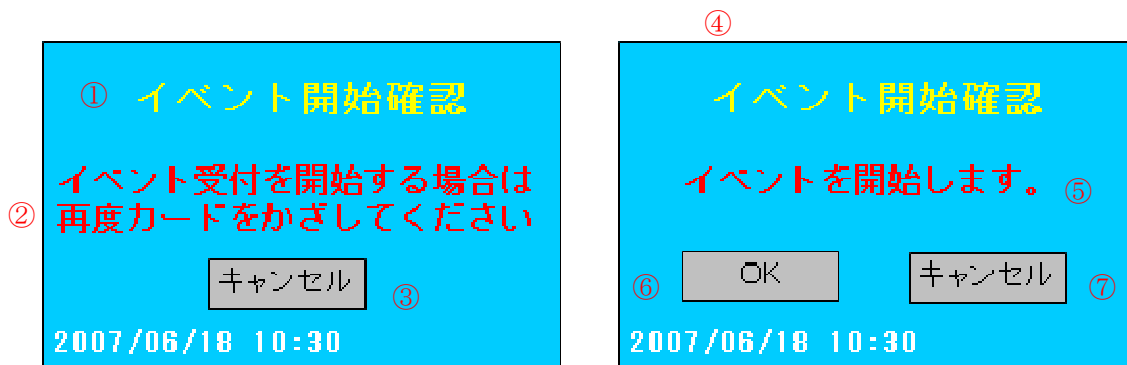 ① イベント開始確認
イベント受付を開始する場合は
② 再度カードをかざしてください
キャンセル ③
2007/06/18 10:30
④
イベント開始確認
イベントを開始します。 ⑤
⑥ OK キャンセル ⑦
2007/06/18 10:30